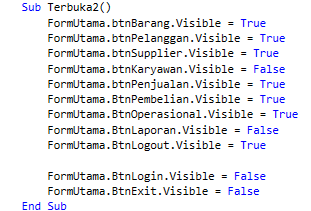 Sub Terbuka2()
FormUtama.btnBarang.Visible = True
FormUtama.btnPelanggan.Visible = True
FormUtama.btnSupplier.Visible = True
FormUtama.btnKaryawan.Visible = False
FormUtama.btnPenjualan.Visible = True
FormUtama.BtnPembelian.Visible = True
FormUtama.BtnOperasional.Visible = True
FormUtama.BtnLaporan.Visible = False
FormUtama.BtnLogout.Visible = True
FormUtama.BtnLogin.Visible = False
FormUtama.BtnExit.Visible = False
End Sub